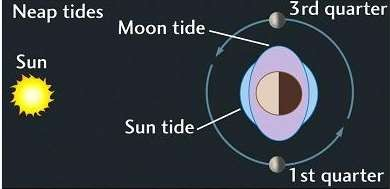 Neap tides
3rd quarter
Moon tide
Sun
Sun tide
1st quarter